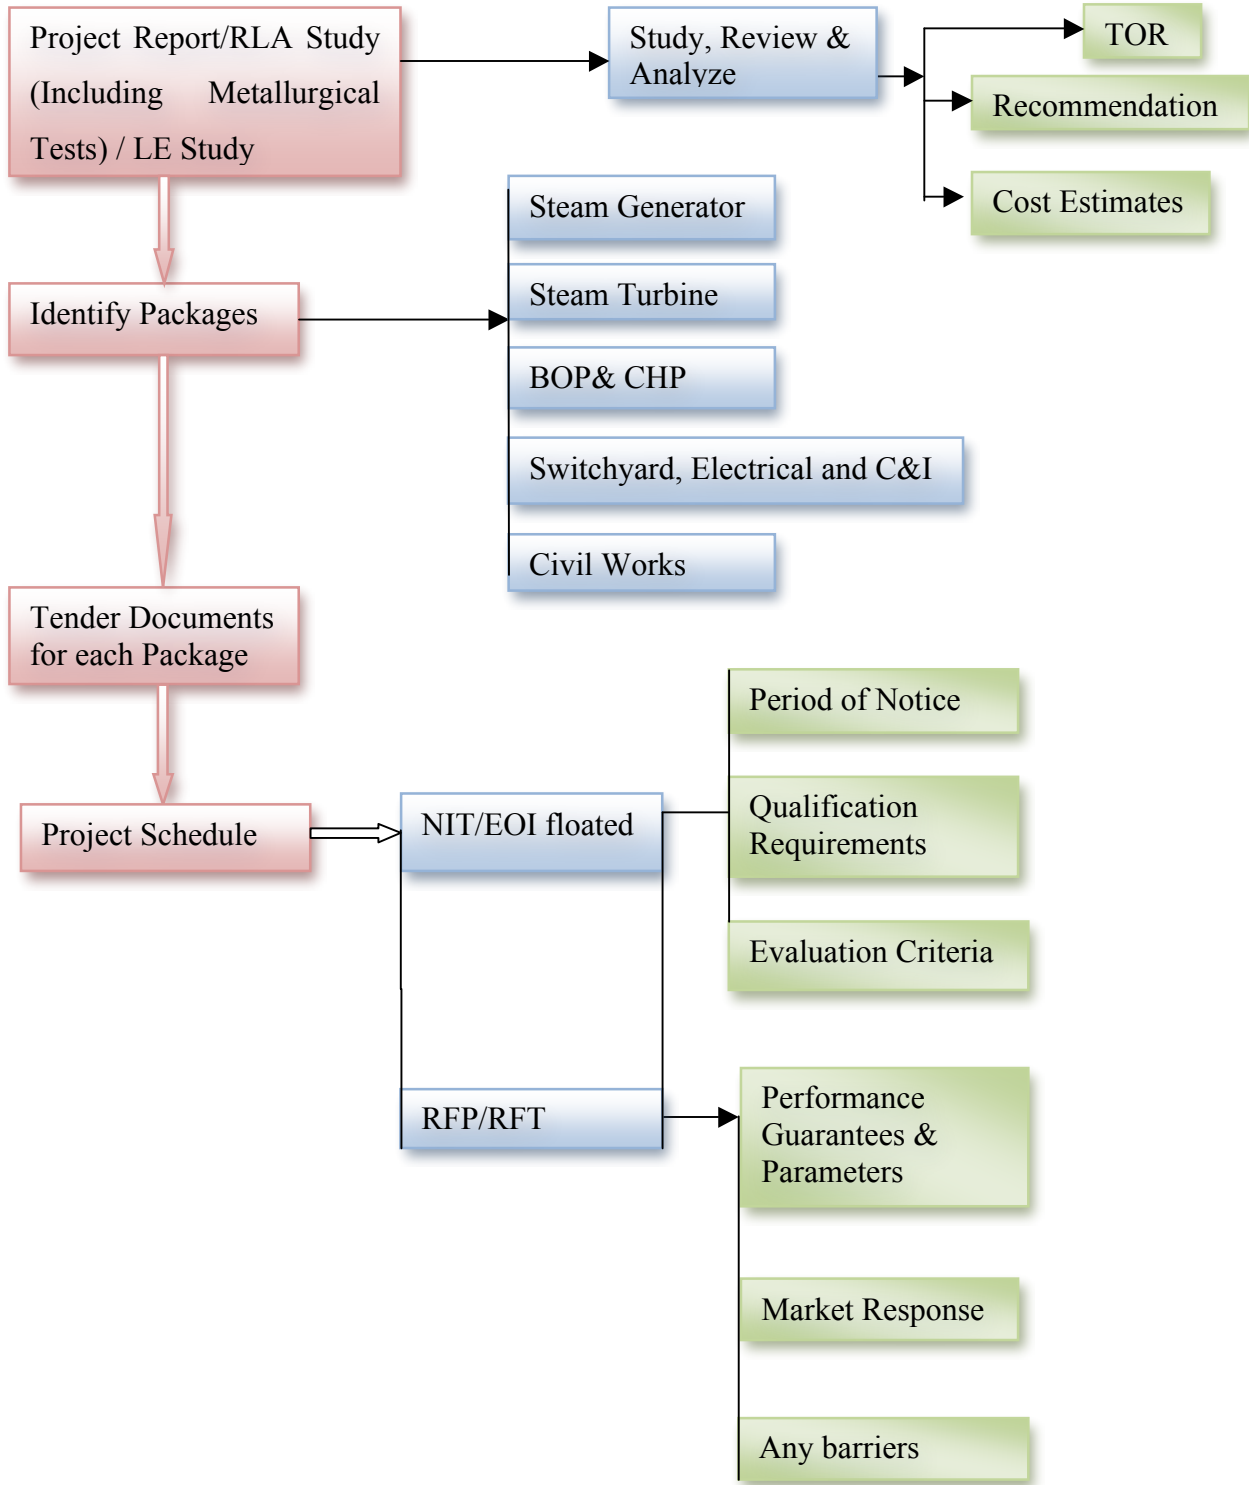 Project Report/RLA Study
(Including Metallurgical
Tests) / LE Study
Study, Review &
Analyze
TOR
Recommendation
Cost Estimates
Steam Generator
Identify Packages
Steam Turbine
BOP& CHP
Switchyard, Electrical and C&I
Civil Works
Tender Documents
for each Package
Period of Notice
Project Schedule
NIT/EOI floated
Qualification
Requirements
Evaluation Criteria
RFP/RFT
Performance
Guarantees &
Parameters
Market Response
Any barriers